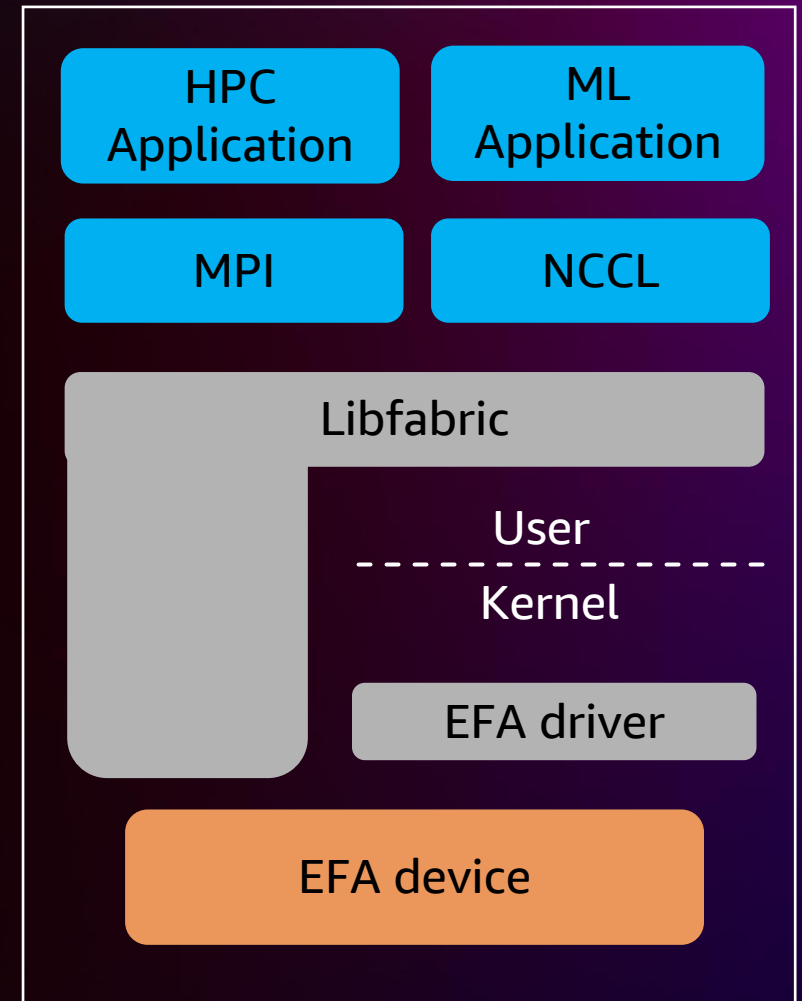 HPC
Application
ML
Application
MPI
NCCL
Libfabric
User
Kernel
EFA driver
EFA device